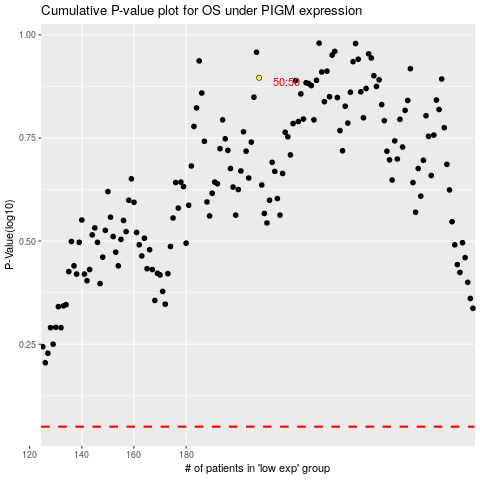 Cumulative P-value plot for OS under PIGM expression
P-Value(log10)
1.00
0.75
0.50
0.25
50:50
120 140 160 180
# of patients in 'low exp' group